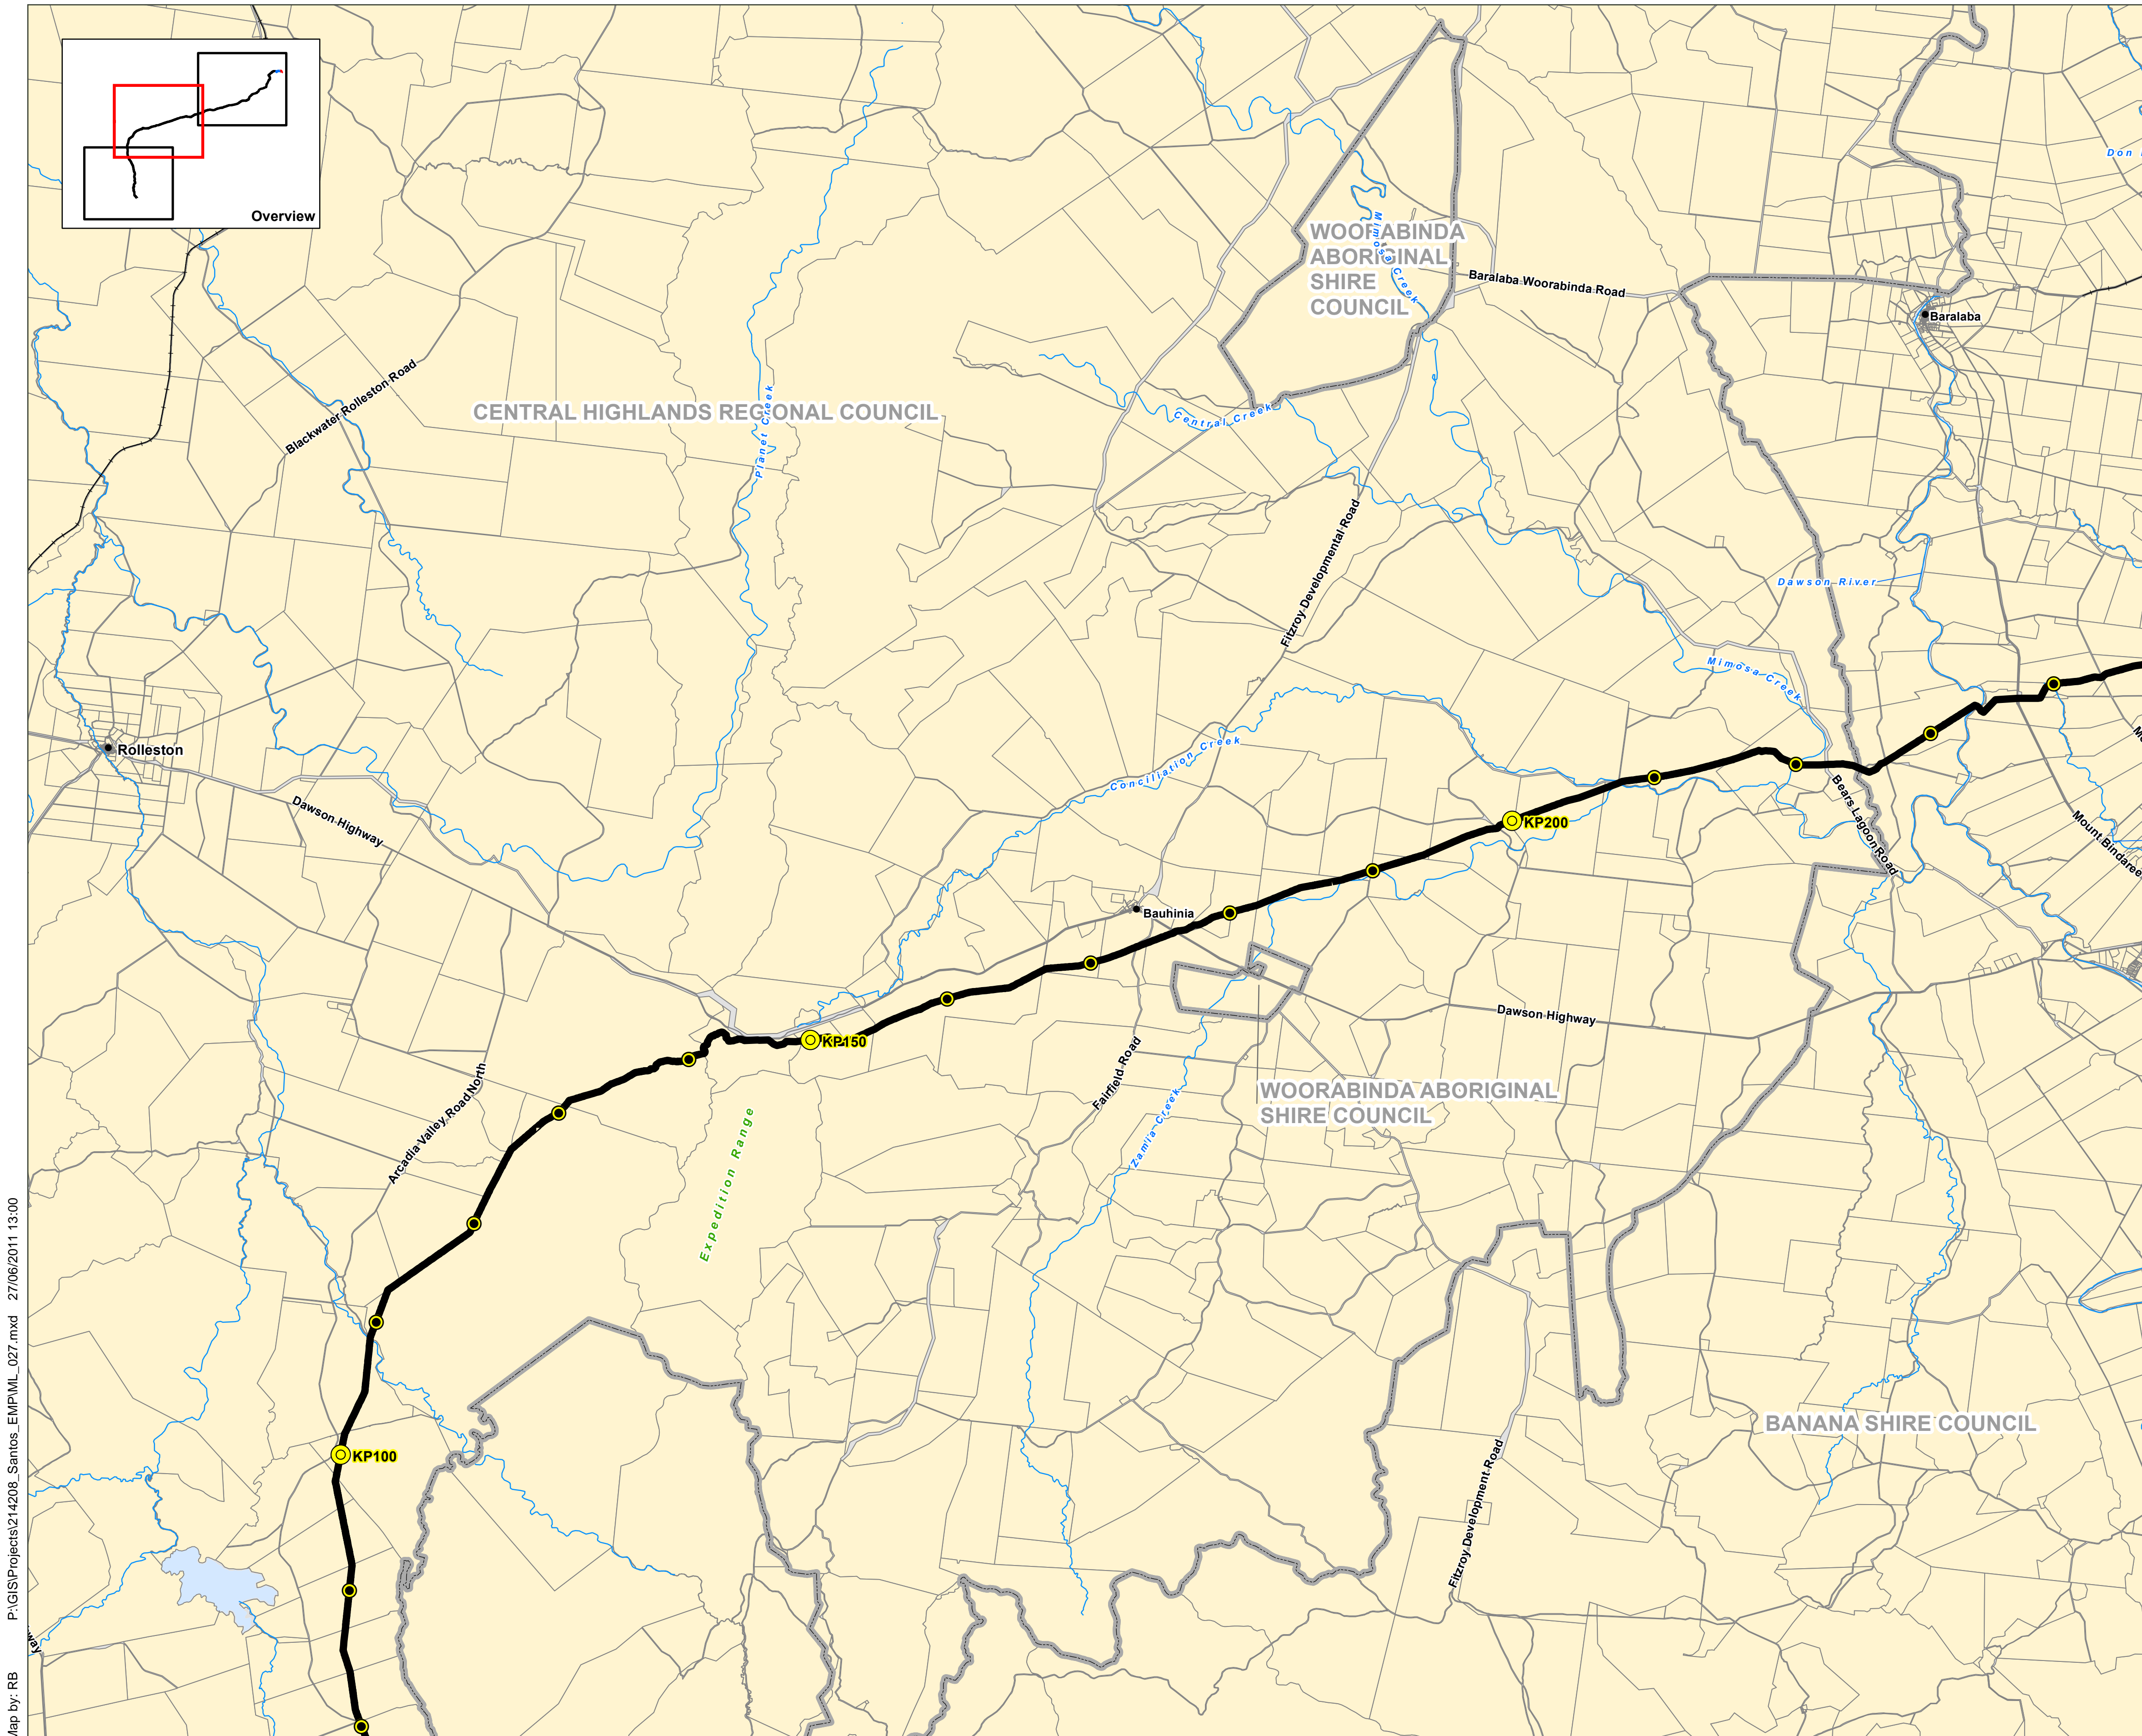 Overview
Don
WOORABINDA
ABORIGINAL
SHIRE
COUNCIL
Mimosa Creek
Baralaba Woorabinda Road
Baralaba
Blackwater Rolleston Road
CENTRAL HIGHLANDS REGIONAL COUNCIL
Planet Creek
Central Creek
Fitzroy Developmental Road
Dawson River
Mimosa Creek
Rolleston
Conciliation Creek
Dawson Highway
KP200
Bears Lagoon Road
Mount Bindaree
Bauhinia
KP150
Dawson Highway
Arcadia Valley Road North
Fairfield Road
Zamia Creek
WOORABINDA ABORIGINAL
SHIRE COUNCIL
Expedition Range
BANANA SHIRE COUNCIL
KP100
Fitzroy Development Road
way
Map by: RB P:\GIS\Projects\214208_Santos_EMP\ML_027.mxd 27/06/2011 13:00